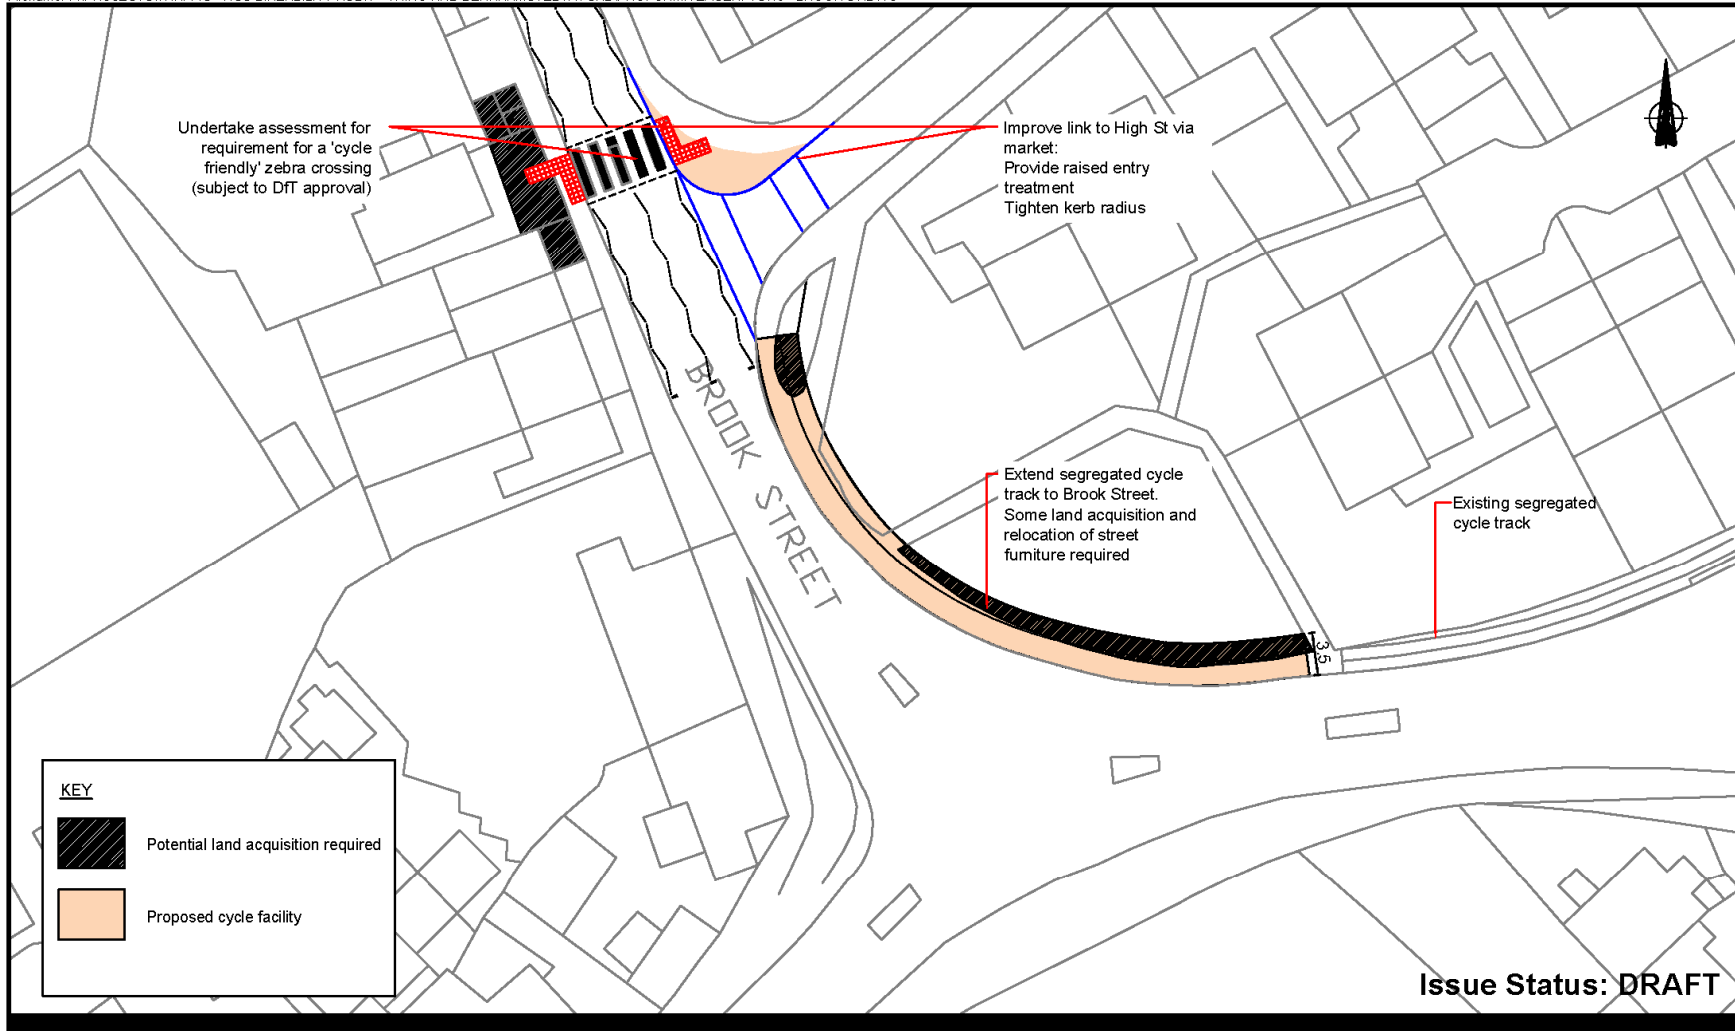 Undertake assessment for
requirement for a 'cycle
friendly' zebra crossing
(subject to DfT approval)
Improve link to High St via
market:
Provide raised entry
treatment
Tighten kerb radius
BROOK STREET
Extend segregated cycle
track to Brook Street.
Some land acquisition and
relocation of street
furniture required
Existing segregated
cycle track
3.5
KEY
Potential land acquisition required
Proposed cycle facility
Issue Status: DRAFT